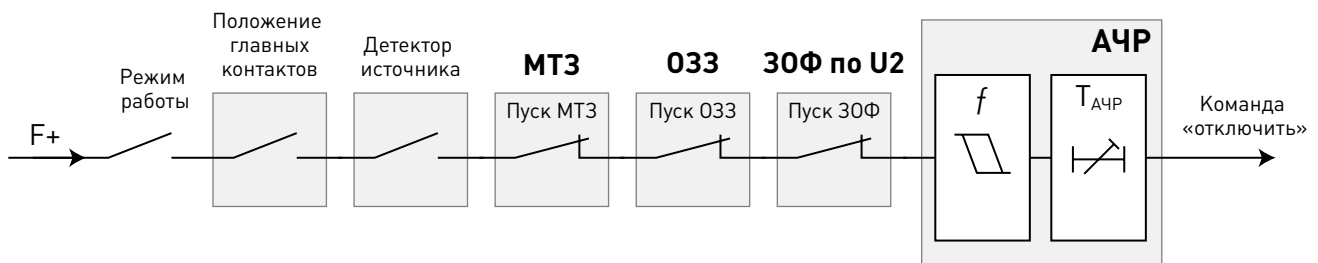 F+
Режим
работы
Положение
главных
контактов
Детектор
источника
МТЗ
Пуск МТЗ
ОЗЗ
Пуск ОЗЗ
ЗОФ по U2
Пуск ЗОФ
АЧР
f
TАЧР
Команда
«отключить»